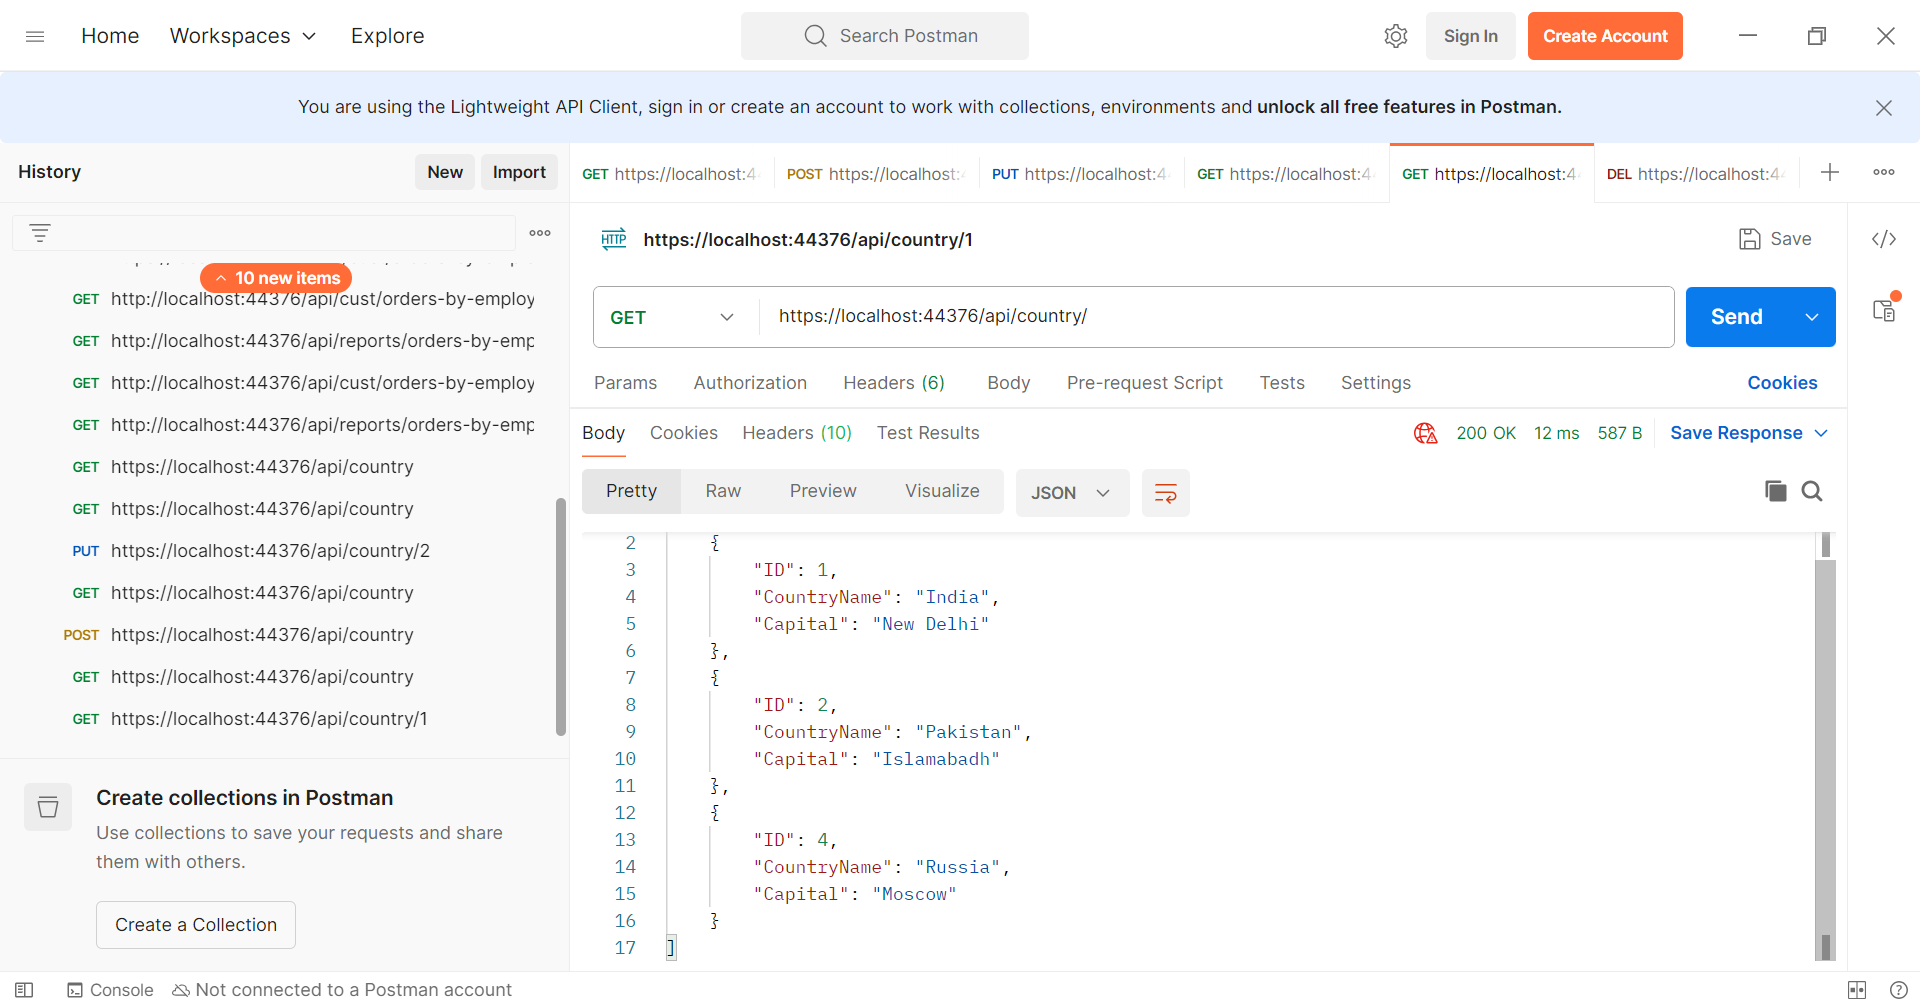 Home Workspaces Explore Search Postman Sign In Create Account
You are using the Lightweight API Client, sign in or create an account to work with collections, environments and unlock all free features in Postman.
History New Import
GET https://localhost:4 POST https://localhost: PUT https://localhost:4 GET https://localhost:4 GET https://localhost:4 DEL https://localhost:44
10 new items
GET http://localhost:44376/api/cust/orders-by-employ
GET http://localhost:44376/api/reports/orders-by-emp
GET http://localhost:44376/api/cust/orders-by-employ
GET http://localhost:44376/api/reports/orders-by-emp
GET https://localhost:44376/api/country
GET https://localhost:44376/api/country
PUT https://localhost:44376/api/country/2
GET https://localhost:44376/api/country
POST https://localhost:44376/api/country
GET https://localhost:44376/api/country
GET https://localhost:44376/api/country/1
Create collections in Postman
Use collections to save your requests and share
them with others.
Create a Collection
HTTP https://localhost:44376/api/country/1 Save
GET https://localhost:44376/api/country/ Send
Params Authorization Headers (6) Body Pre-request Script Tests Settings Cookies
Body Cookies Headers (10) Test Results 200 OK 12 ms 587 B Save Response
Pretty Raw Preview Visualize JSON
2 {
3 "ID": 1,
4 "CountryName": "India",
5 "Capital": "New Delhi"
6 },
7 {
8 "ID": 2,
9 "CountryName": "Pakistan",
10 "Capital": "Islamabadh"
11 },
12 {
13 "ID": 4,
14 "CountryName": "Russia",
15 "Capital": "Moscow"
16 }
17 ]
Console Not connected to a Postman account